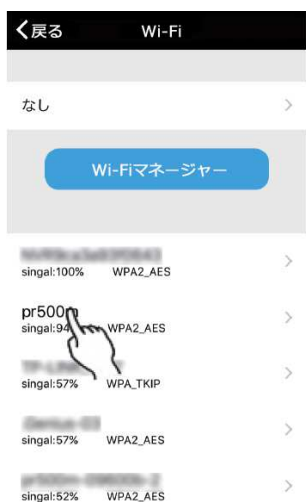 戻る Wi-Fi
なし
Wi-Fiマネージャー
singal:100% WPA2_AES
pr500m
singal:94 WPA2_AES
singal:57% WPA_TKIP
singal:57% WPA2_AES
singal:52% WPA2_AES